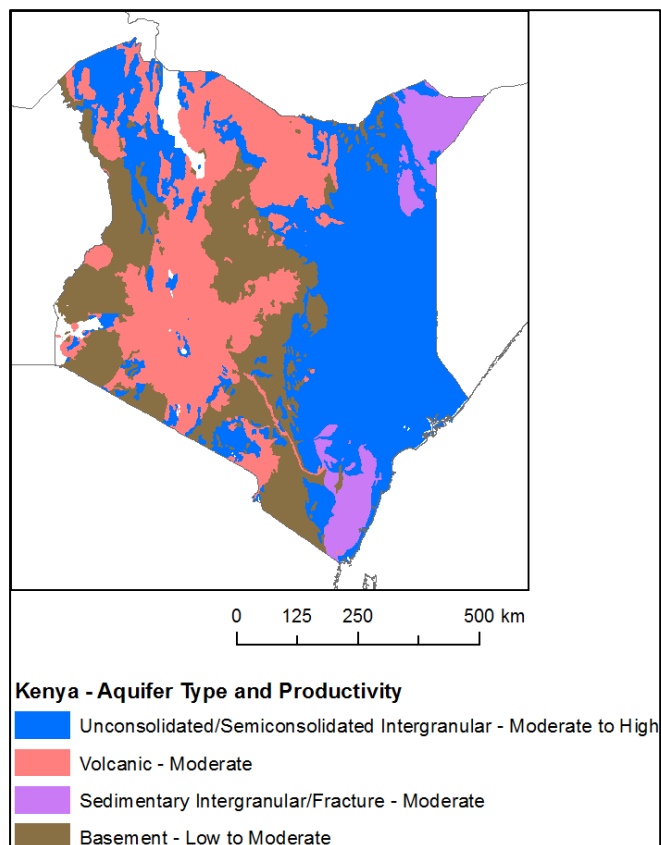 0 125 250 500 km
Kenya - Aquifer Type and Productivity
Unconsolidated/Semiconsolidated Intergranular - Moderate to High
Volcanic - Moderate
Sedimentary Intergranular/Fracture - Moderate
Basement - Low to Moderate